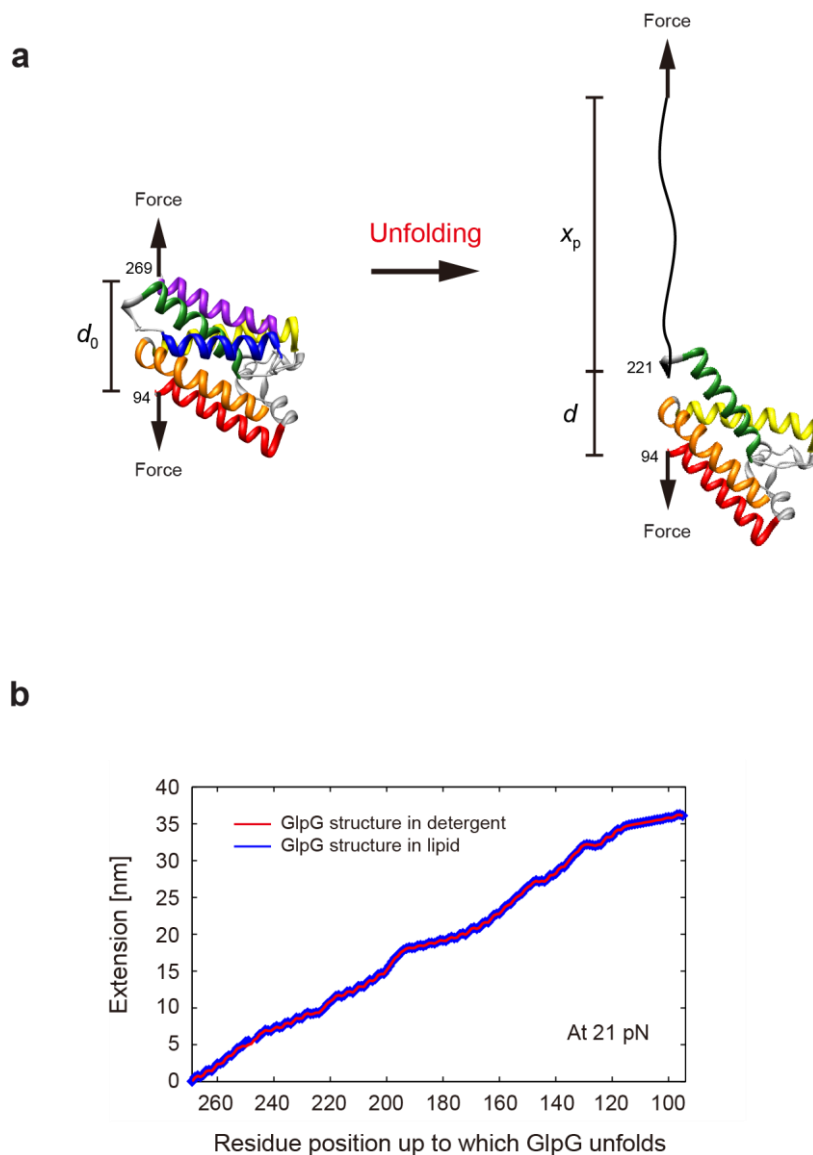 a
Force
Force
269
Unfolding
xp
d0
221
94
d
94
Force
Force
b
40
35
30
25
20
15
10
5
0
Extension [nm]
GlpG structure in detergent
GlpG structure in lipid
At 21 pN
260 240 220 200 180 160 140 120 100
Residue position up to which GlpG unfolds